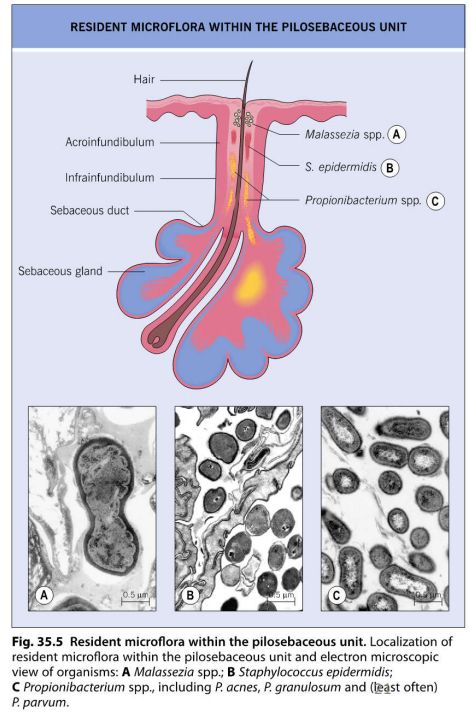 RESIDENT MICROFLORA WITHIN THE PILOSEBACEOUS UNIT
Hair
Malassezia spp. A
Acroinfundibulum
S. epidermidis B
Infrainfundibulum
Propionibacterium spp. C
Sebaceous duct
Sebaceous gland
A 0.5 μm
B 0.5 μm
C 0.5 μm
Fig. 35.5 Resident microflora within the pilosebaceous unit. Localization of
resident microflora within the pilosebaceous unit and electron microscopic
view of organisms: A Malassezia spp.; B Staphylococcus epidermidis;
C Propionibacterium spp., including P. acnes, P. granulosum and (least often)
P. parvum.